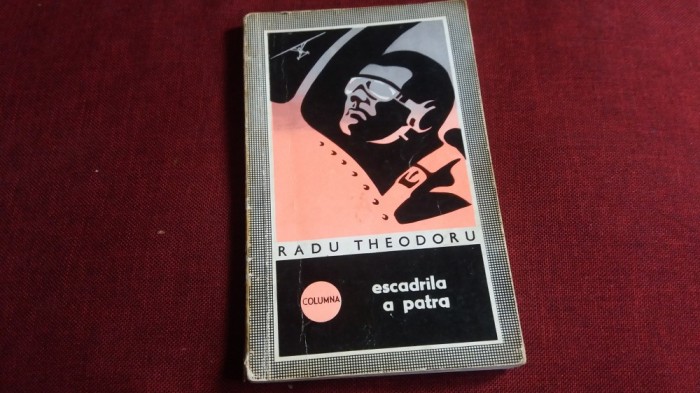 RADU THEODORU
COLUMNA
escadrila
a patra